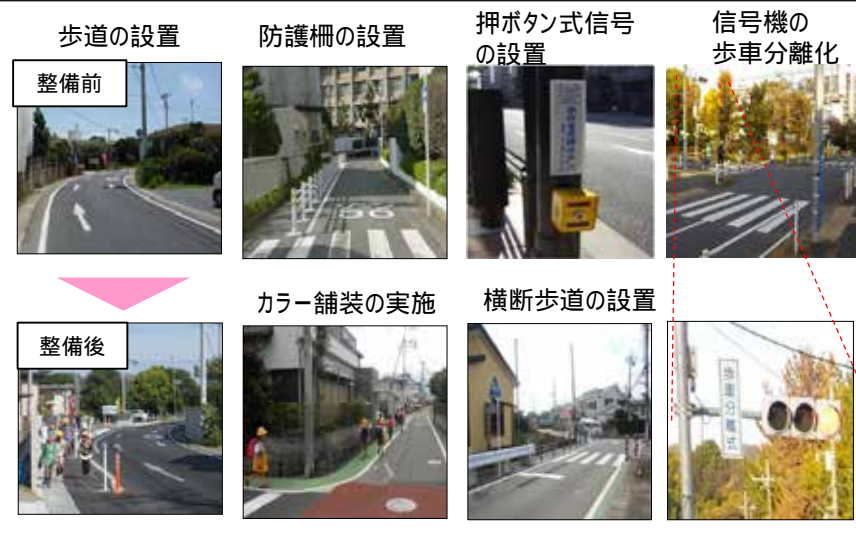 歩道の設置
防護柵の設置
押ボタン式信号
の設置
信号機の
歩車分離化
整備前
カラー舗装の実施
横断歩道の設置
整備後
歩車分離式